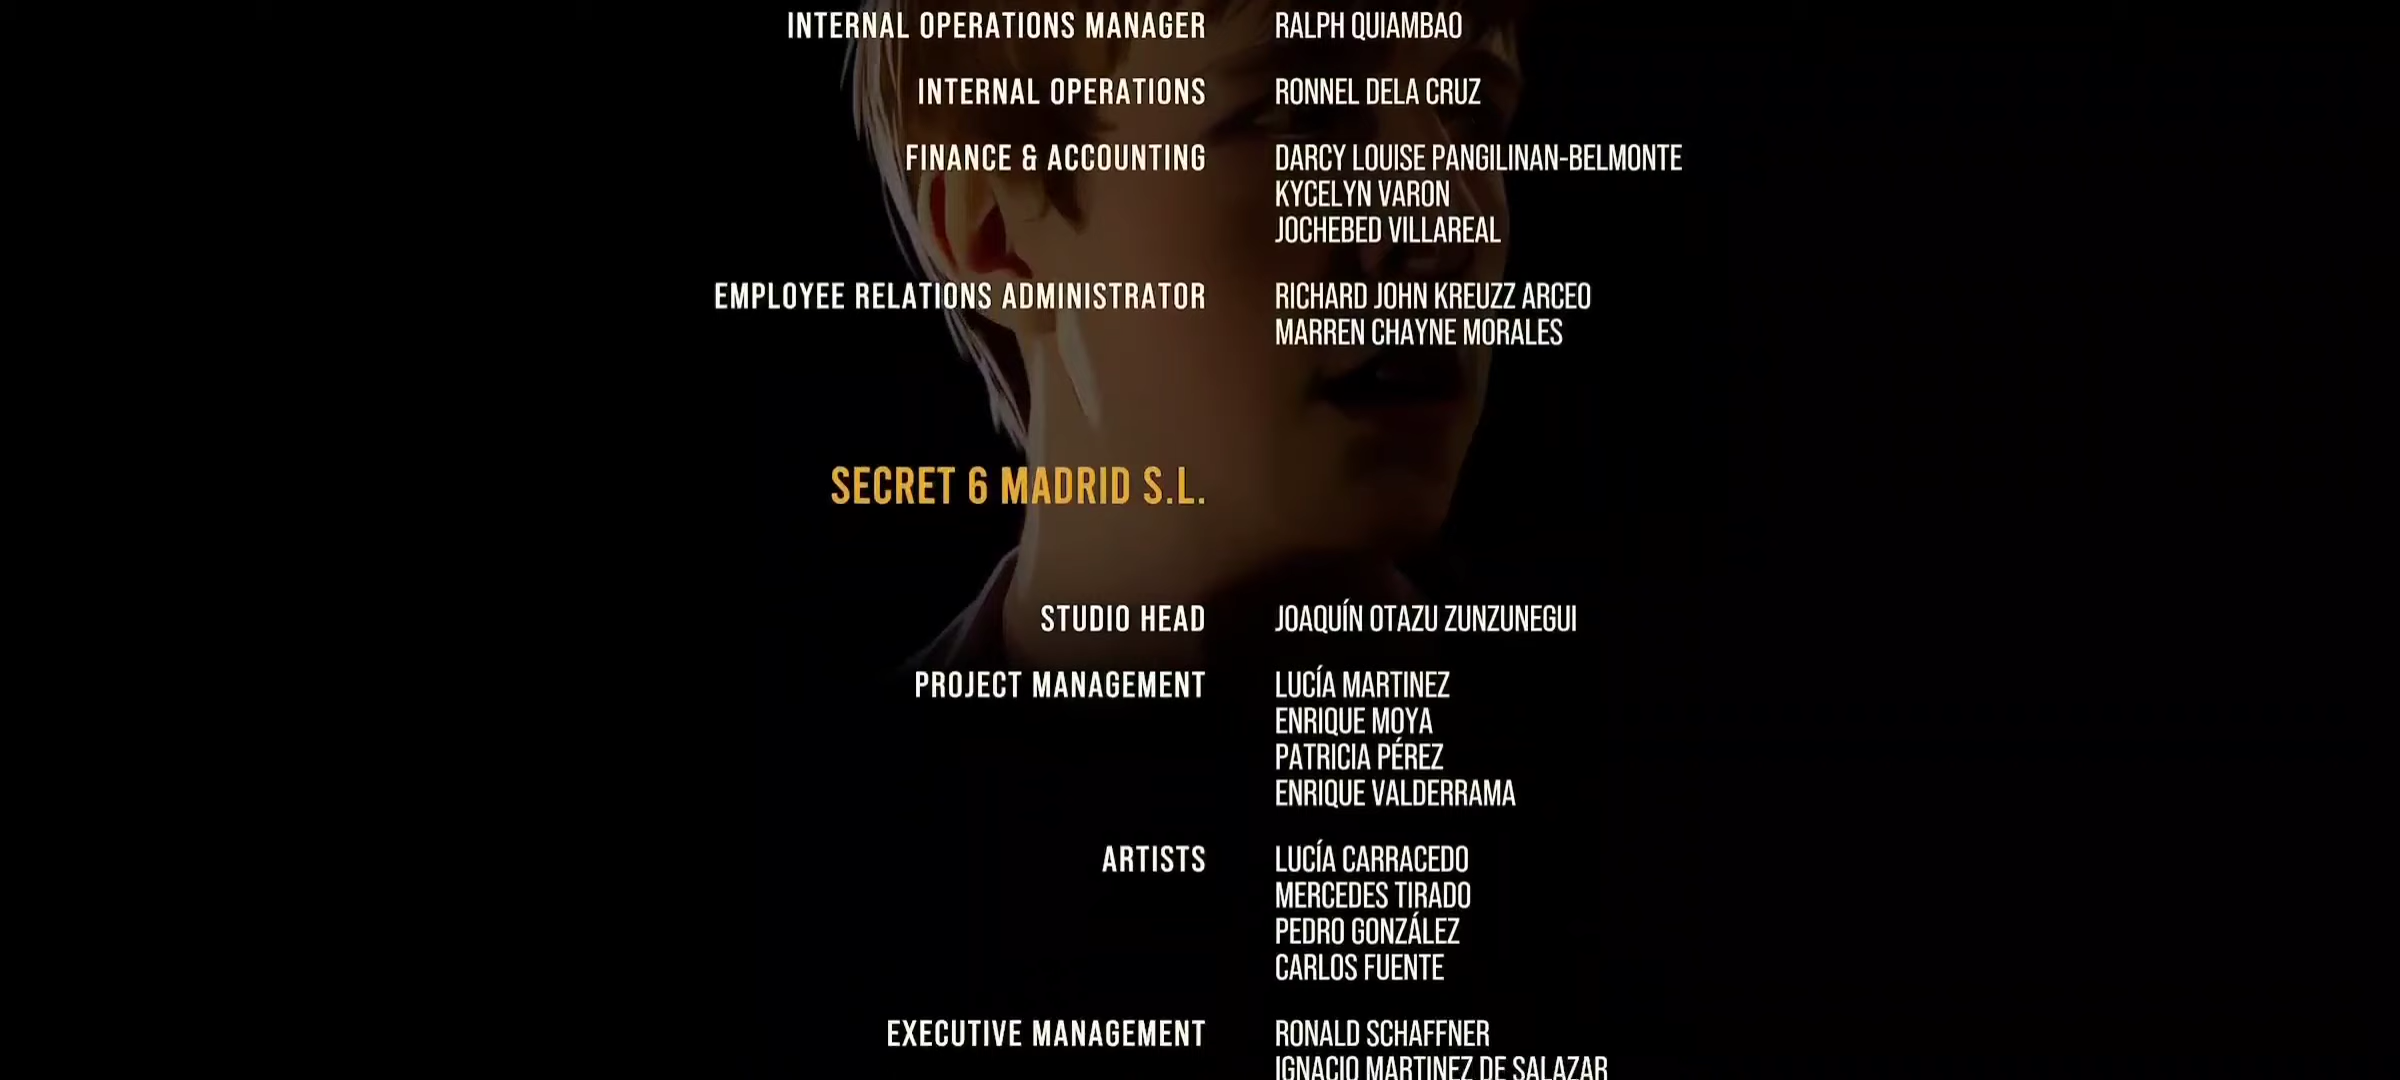 INTERNAL OPERATIONS MANAGER RALPH QUIAMBAO
INTERNAL OPERATIONS RONNEL DELA CRUZ
FINANCE & ACCOUNTING DARCY LOUISE PANGILINAN-BELMONTE
KYCELYN VARON
JOCHEBED VILLAREAL
EMPLOYEE RELATIONS ADMINISTRATOR RICHARD JOHN KREUZZ ARCEO
MARREN CHAYNE MORALES
SECRET 6 MADRID S.L.
STUDIO HEAD JOAQUÍN OTAZU ZUNZUNEGUI
PROJECT MANAGEMENT LUCÍA MARTINEZ
ENRIQUE MOYA
PATRICIA PÉREZ
ENRIQUE VALDERRAMA
ARTISTS LUCÍA CARRACEDO
MERCEDES TIRADO
PEDRO GONZÁLEZ
CARLOS FUENTE
EXECUTIVE MANAGEMENT RONALD SCHAFFNER
IGNACIO MARTINEZ DE SALAZAR